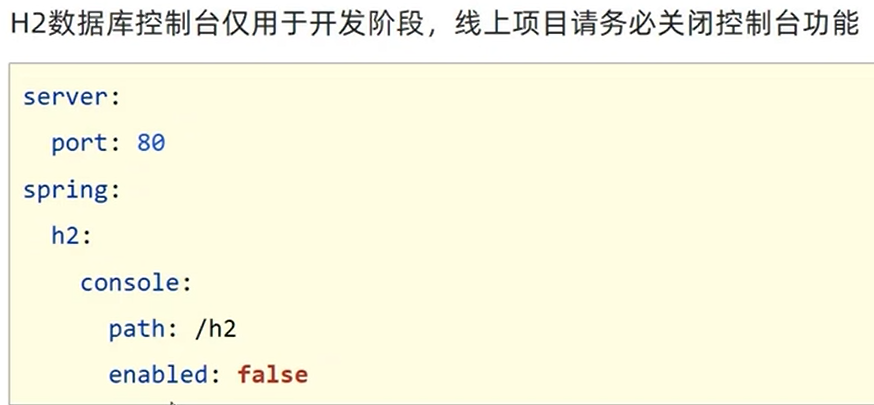 H2数据库控制台仅用于开发阶段，线上项目请务必关闭控制台功能
server:
  port: 80
spring:
  h2:
    console:
      path: /h2
      enabled: false